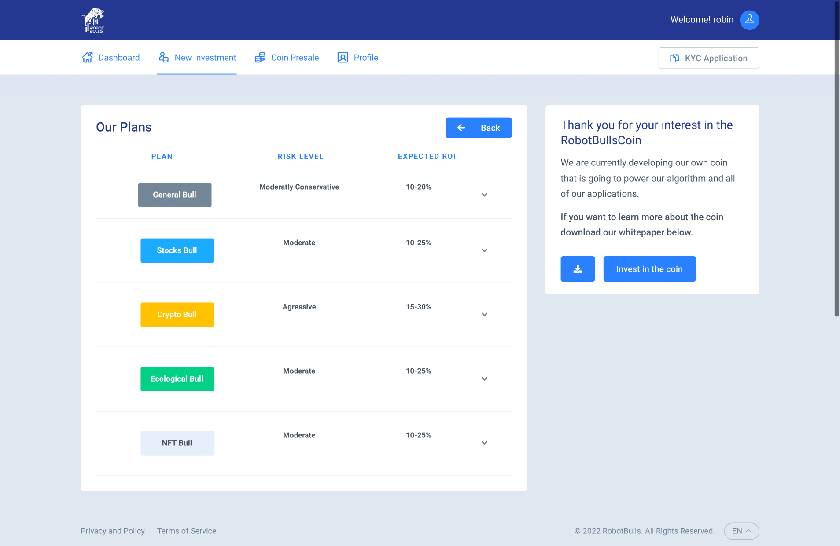 ROBOT
BULLS
Welcome! robin
Dashboard New Investment Coin Presale Profile KYC Application
Our Plans
Back
PLAN RISK LEVEL EXPECTED ROI
General Bull Moderatly Conservative 10-20%
Stocks Bull Moderate 10-25%
Crypto Bull Agressive 15-30%
Ecological Bull Moderate 10-25%
NFT Bull Moderate 10-25%
Thank you for your interest in the
RobotBullsCoin
We are currently developing our own coin
that is going to power our algorithm and all
of our applications.
If you want to learn more about the coin
download our whitepaper below.
Invest in the coin
Privacy and Policy Terms of Service
© 2022 RobotBulls. All Rights Reserved. EN